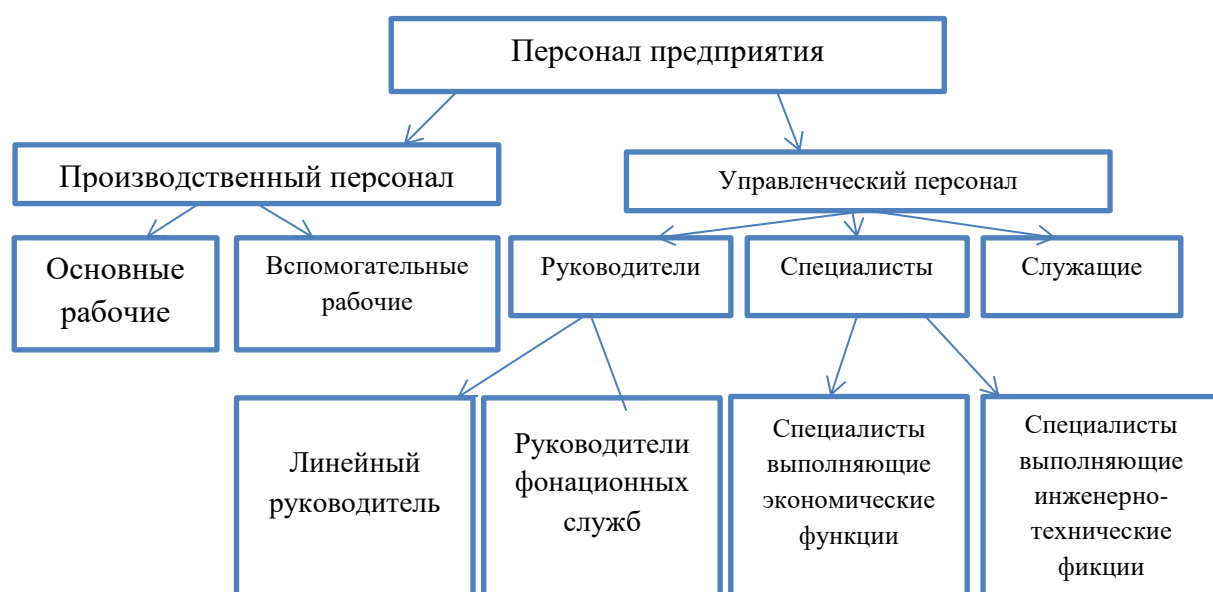 Персонал предприятия
Производственный персонал
Управленческий персонал
Основные
рабочие
Вспомогательные
рабочие
Руководители
Специалисты
Служащие
Линейный
руководитель
Руководители
фонационных
служб
Специалисты
выполняющие
экономические
функции
Специалисты
выполняющие
инженерно-
технические
фикции